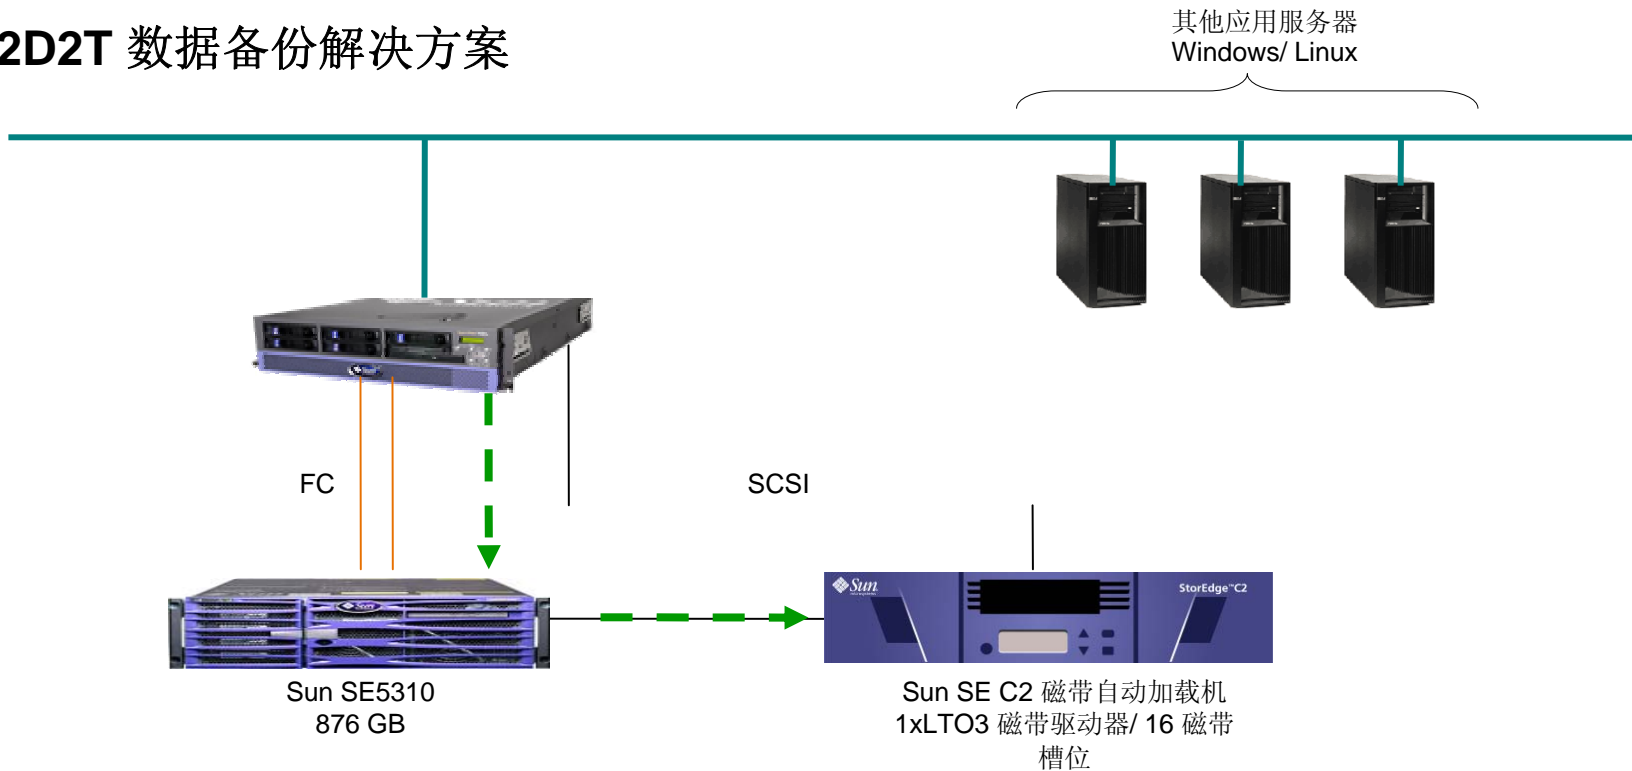 2D2T 数据备份解决方案
其他应用服务器
Windows/ Linux
FC
SCSI
Sun
StorEdge™C2
Sun SE5310
876 GB
Sun SE C2 磁带自动加载机
1xLTO3 磁带驱动器/ 16 磁带
槽位